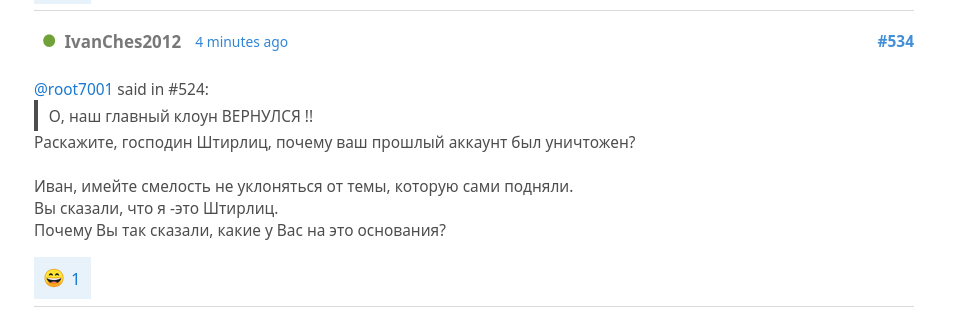 IvanChes2012 4 minutes ago #534
@root7001 said in #524:
О, наш главный клоун ВЕРНУЛСЯ !!
Раскажите, господин Штирлиц, почему ваш прошлый аккаунт был уничтожен?
Иван, имейте смелость не уклоняться от темы, которую сами подняли.
Вы сказали, что я -это Штирлиц.
Почему Вы так сказали, какие у Вас на это основания?
😄 1